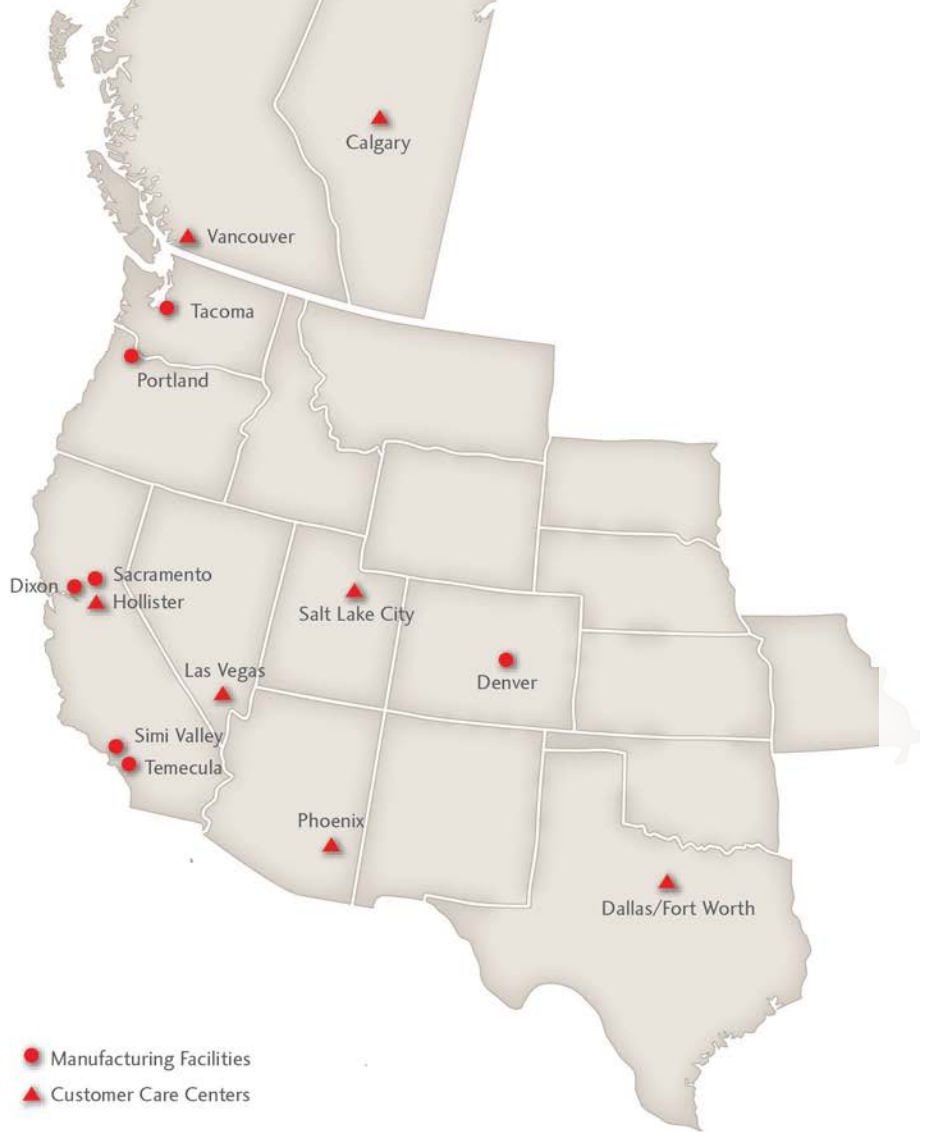 Calgary
Vancouver
Tacoma
Portland
Sacramento
Dixon
Hollister
Salt Lake City
Las Vegas
Denver
Simi Valley
Temecula
Phoenix
Dallas/Fort Worth
Manufacturing Facilities
Customer Care Centers